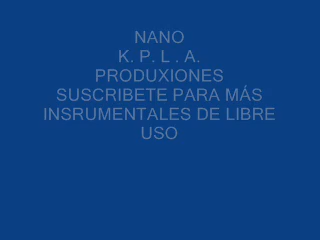 NANO
K. P. L . A.
PRODUXIONES
SUSCRIBETE PARA MÁS
INSRUMENTALES DE LIBRE
USO